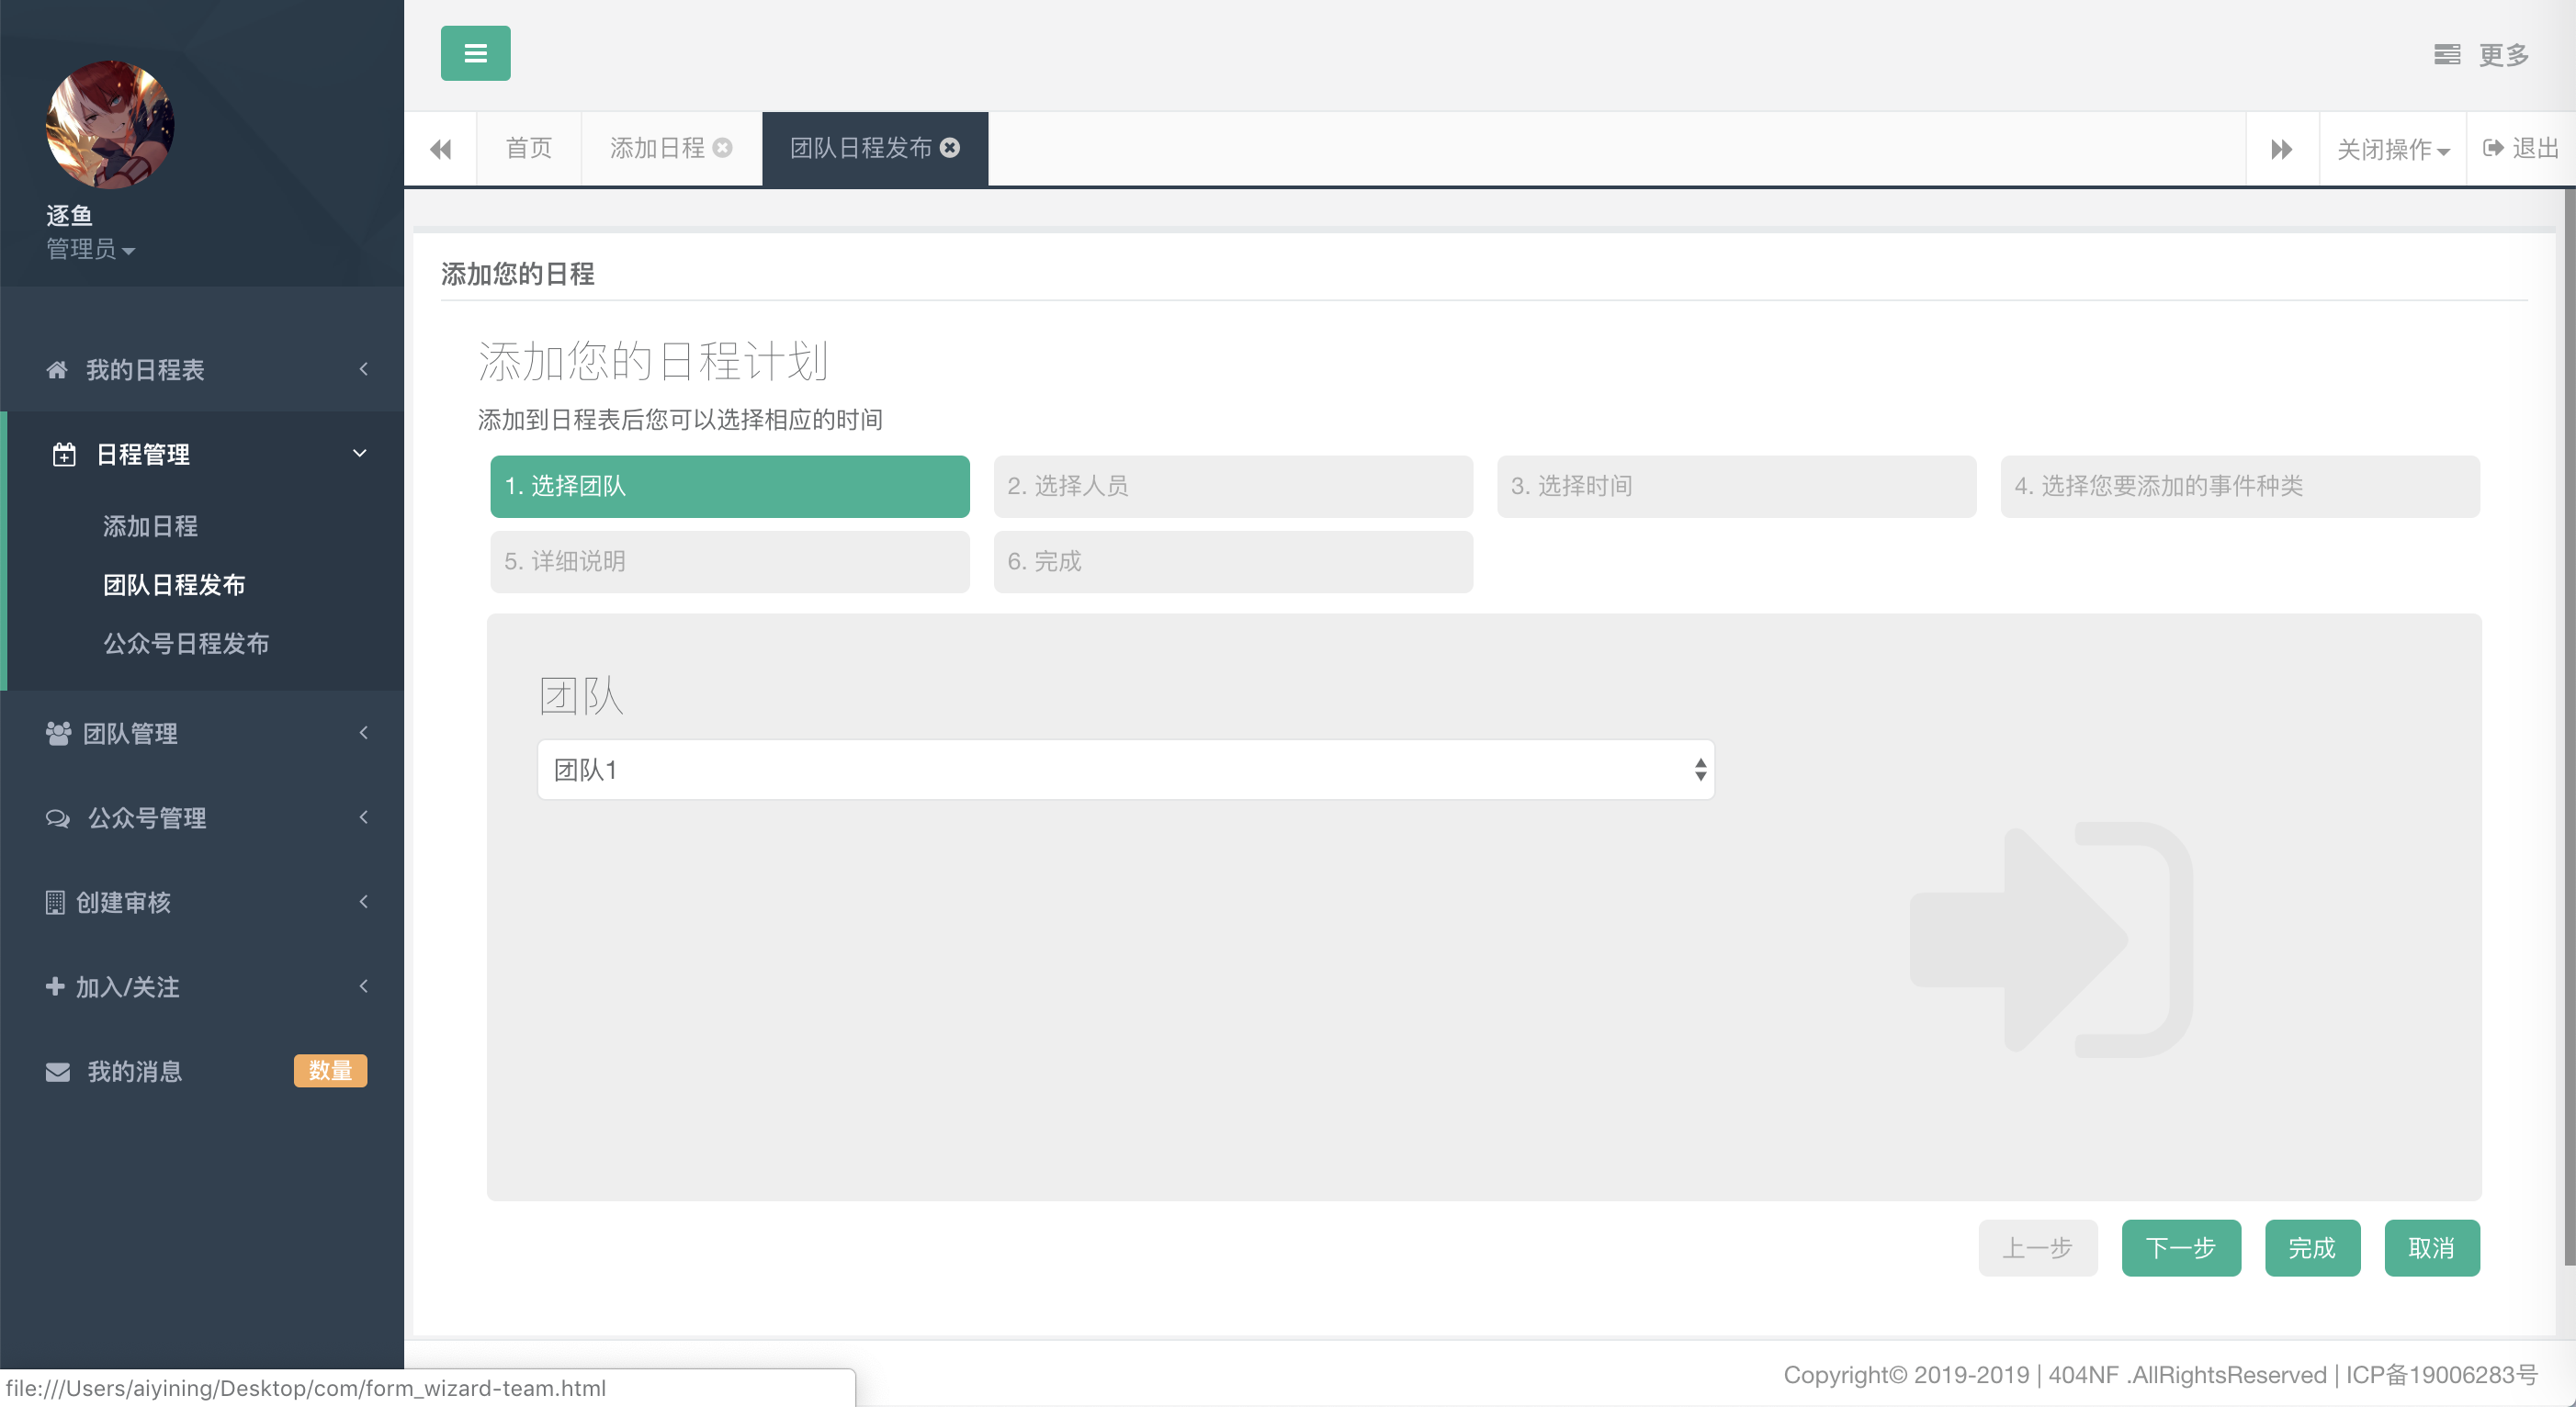 逐鱼
管理员
我的日程表
日程管理
添加日程
团队日程发布
公众号日程发布
团队管理
公众号管理
创建审核
加入/关注
我的消息 数量
更多
首页 添加日程 团队日程发布 关闭操作 退出
添加您的日程
添加您的日程计划
添加到日程表后您可以选择相应的时间
1. 选择团队 2. 选择人员 3. 选择时间 4. 选择您要添加的事件种类
5. 详细说明 6. 完成
团队
团队1
上一步 下一步 完成 取消
Copyright© 2019-2019 | 404NF .AllRightsReserved | ICP备19006283号
file:///Users/aiyining/Desktop/com/form_wizard-team.html